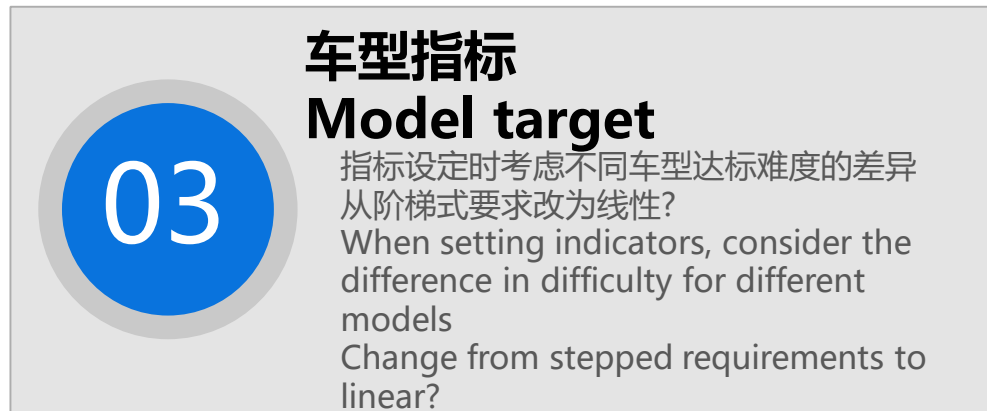 03
车型指标
Model target
指标设定时考虑不同车型达标难度的差异
从阶梯式要求改为线性?
When setting indicators, consider the
difference in difficulty for different
models
Change from stepped requirements to
linear?